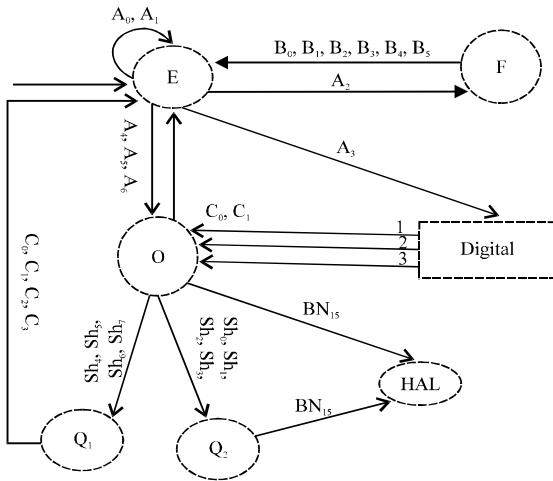 A₀, A₁
E
B₀, B₁, B₂, B₃, B₄, B₅
F
A₂
A₄, A₅, A₆
A₃
C₀, C₁
1
2
3
Digital
O
C₀, C₁, C₂, C₃
BN₁₅
Sh₄, Sh₅,
Sh₆, Sh₇
Sh₀, Sh₁,
Sh₂, Sh₃,
HAL
BN₁₅
Q₁
Q₂